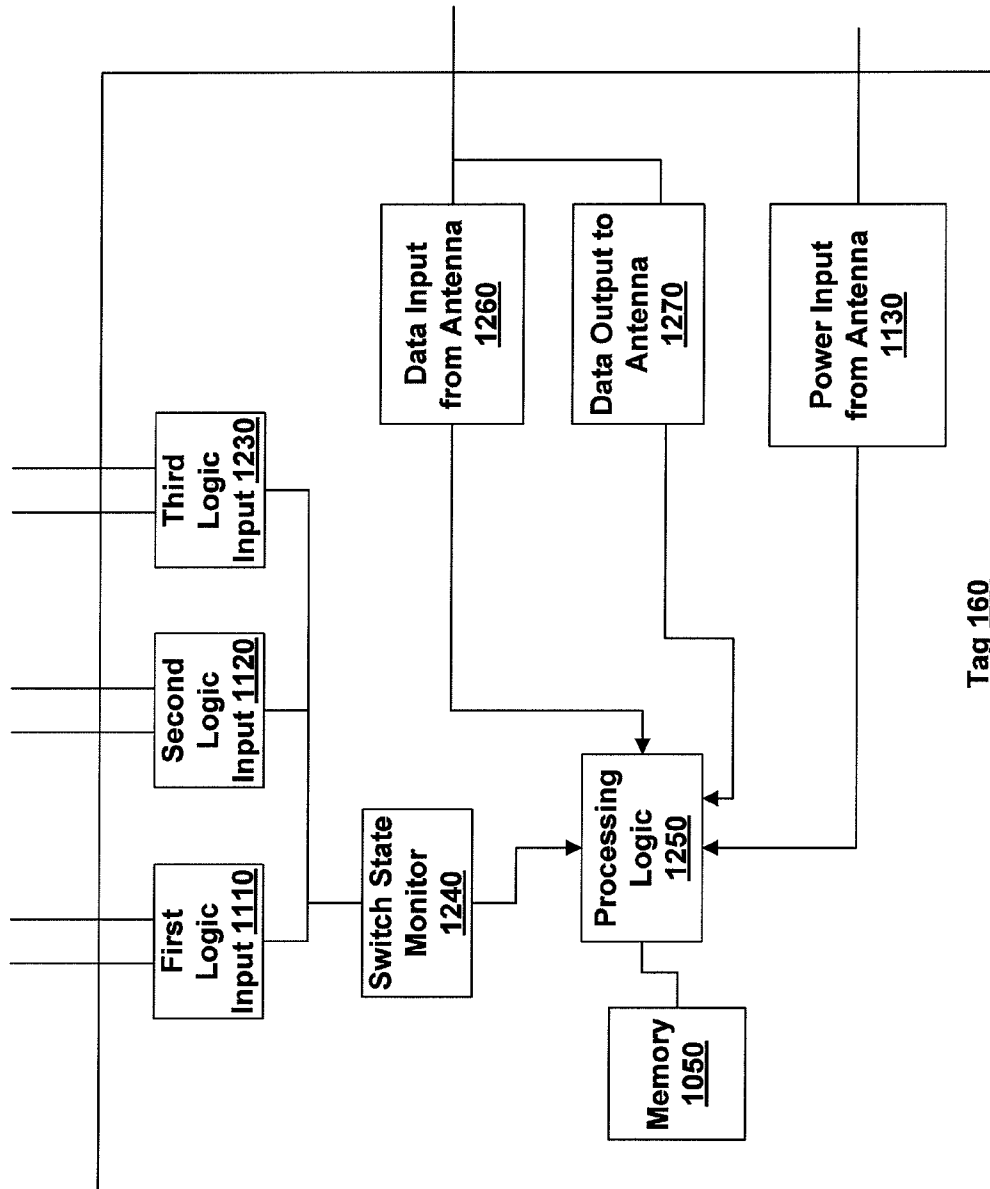 First
Logic
Input 1110
Second
Logic
Input 1120
Third
Logic
Input 1230
Switch State
Monitor
1240
Data Input
from Antenna
1260
Data Output to
Antenna
1270
Processing
Logic
1250
Memory
1050
Power Input
from Antenna
1130
Tag 160